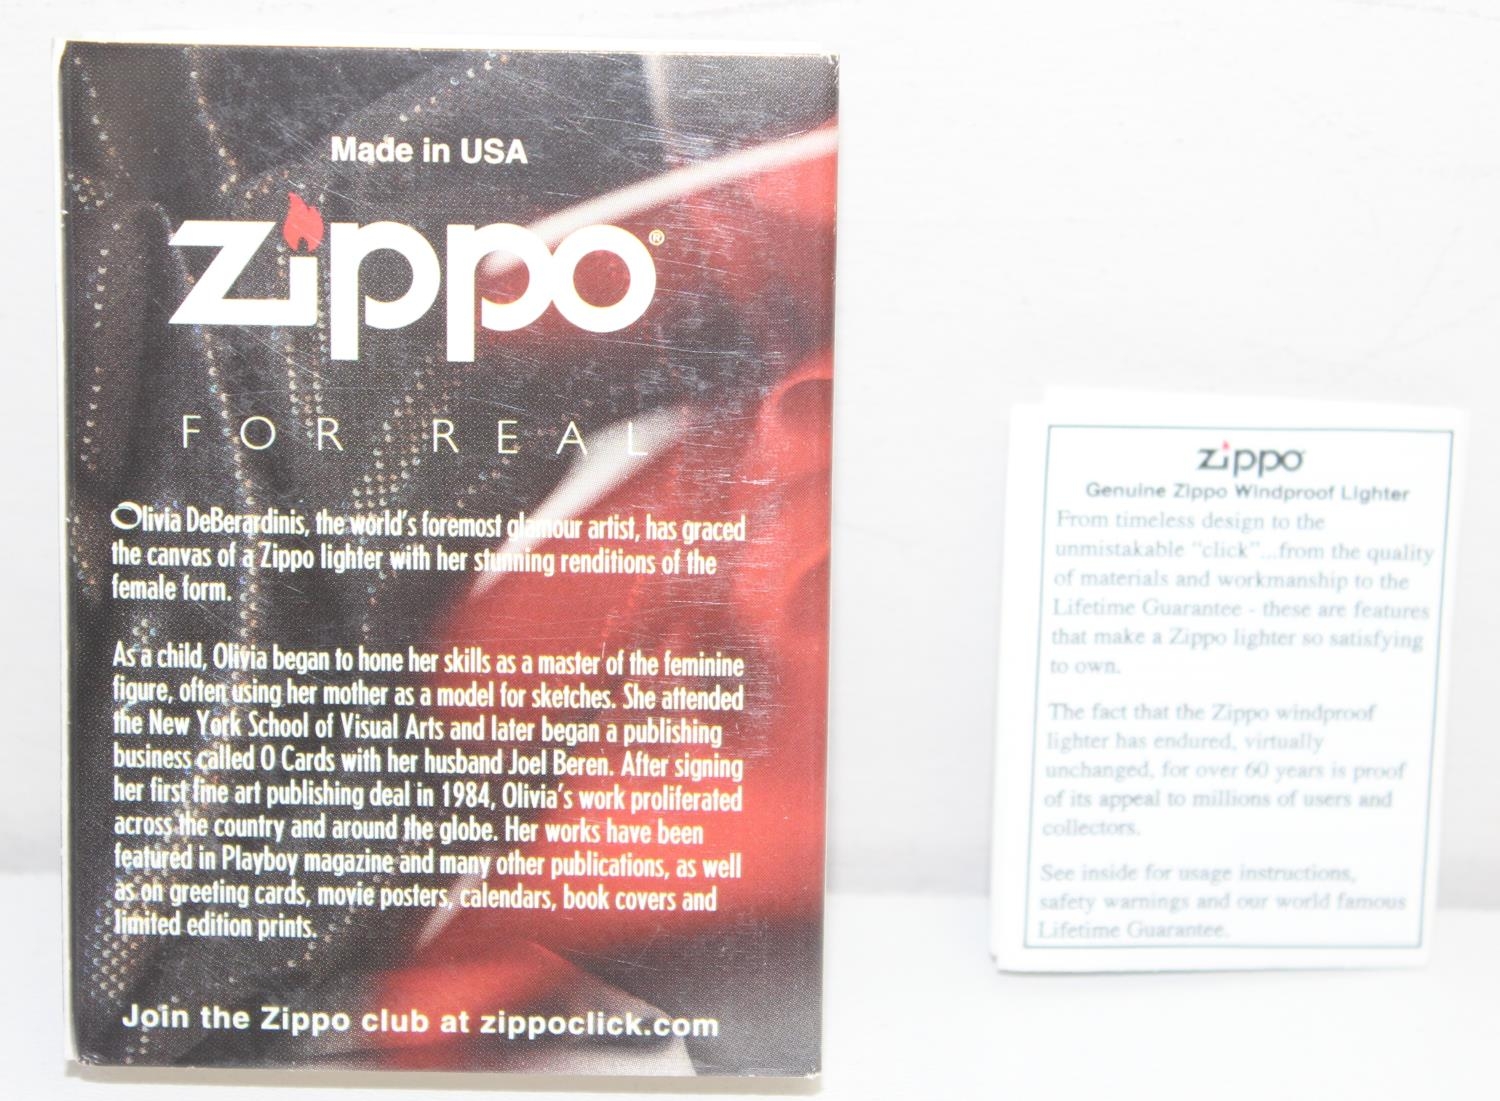 Made in USA
Zippo®
FOR REAL
Olivia DeBerardinis, the world's foremost glamour artist, has graced
the canvas of a Zippo lighter with her stunning renditions of the
female form.
As a child, Olivia began to hone her skills as a master of the feminine
figure, often using her mother as a model for sketches. She attended
the New York School of Visual Arts and later began a publishing
business called O Cards with her husband Joel Beren. After signing
her first fine art publishing deal in 1984, Olivia's work proliferated
across the country and around the globe. Her works have been
featured in Playboy magazine and many other publications, as well
as on greeting cards, movie posters, calendars, book covers and
limited edition prints.
Join the Zippo club at zippoclick.com
Zippo
Genuine Zippo Windproof Lighter
From timeless design to the
unmistakable "click"...from the quality
of materials and workmanship to the
Lifetime Guarantee - these are features
that make a Zippo lighter so satisfying
to own.
The fact that the Zippo windproof
lighter has endured, virtually
unchanged, for over 60 years is proof
of its appeal to millions of users and
collectors.
See inside for usage instructions,
safety warnings and our world famous
Lifetime Guarantee.